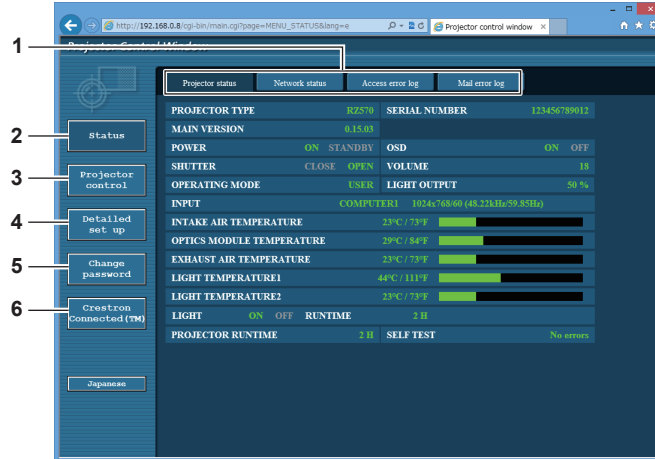 http://192.168.0.8/cgi-bin/main.cgi?page=MENU_STATUS&lang=e
Projector control window ×
Projector Control Window
1
Projector status Network status Access error log Mail error log
PROJECTOR TYPE RZ570 SERIAL NUMBER 123456789012
MAIN VERSION 0.15.03
2
Status
POWER ON STANDBY OSD ON OFF
SHUTTER CLOSE OPEN VOLUME 18
3
Projector
control
OPERATING MODE USER LIGHT OUTPUT 50 %
INPUT COMPUTER1 1024x768/60 (48.22kHz/59.85Hz)
4
Detailed
set up
INTAKE AIR TEMPERATURE 23°C / 73°F
OPTICS MODULE TEMPERATURE 29°C / 84°F
5
Change
password
EXHAUST AIR TEMPERATURE 23°C / 73°F
LIGHT TEMPERATURE1 44°C / 111°F
LIGHT TEMPERATURE2 23°C / 73°F
6
Crestron
Connected(TM)
LIGHT ON OFF RUNTIME 2 H
PROJECTOR RUNTIME 2 H SELF TEST No errors
Japanese